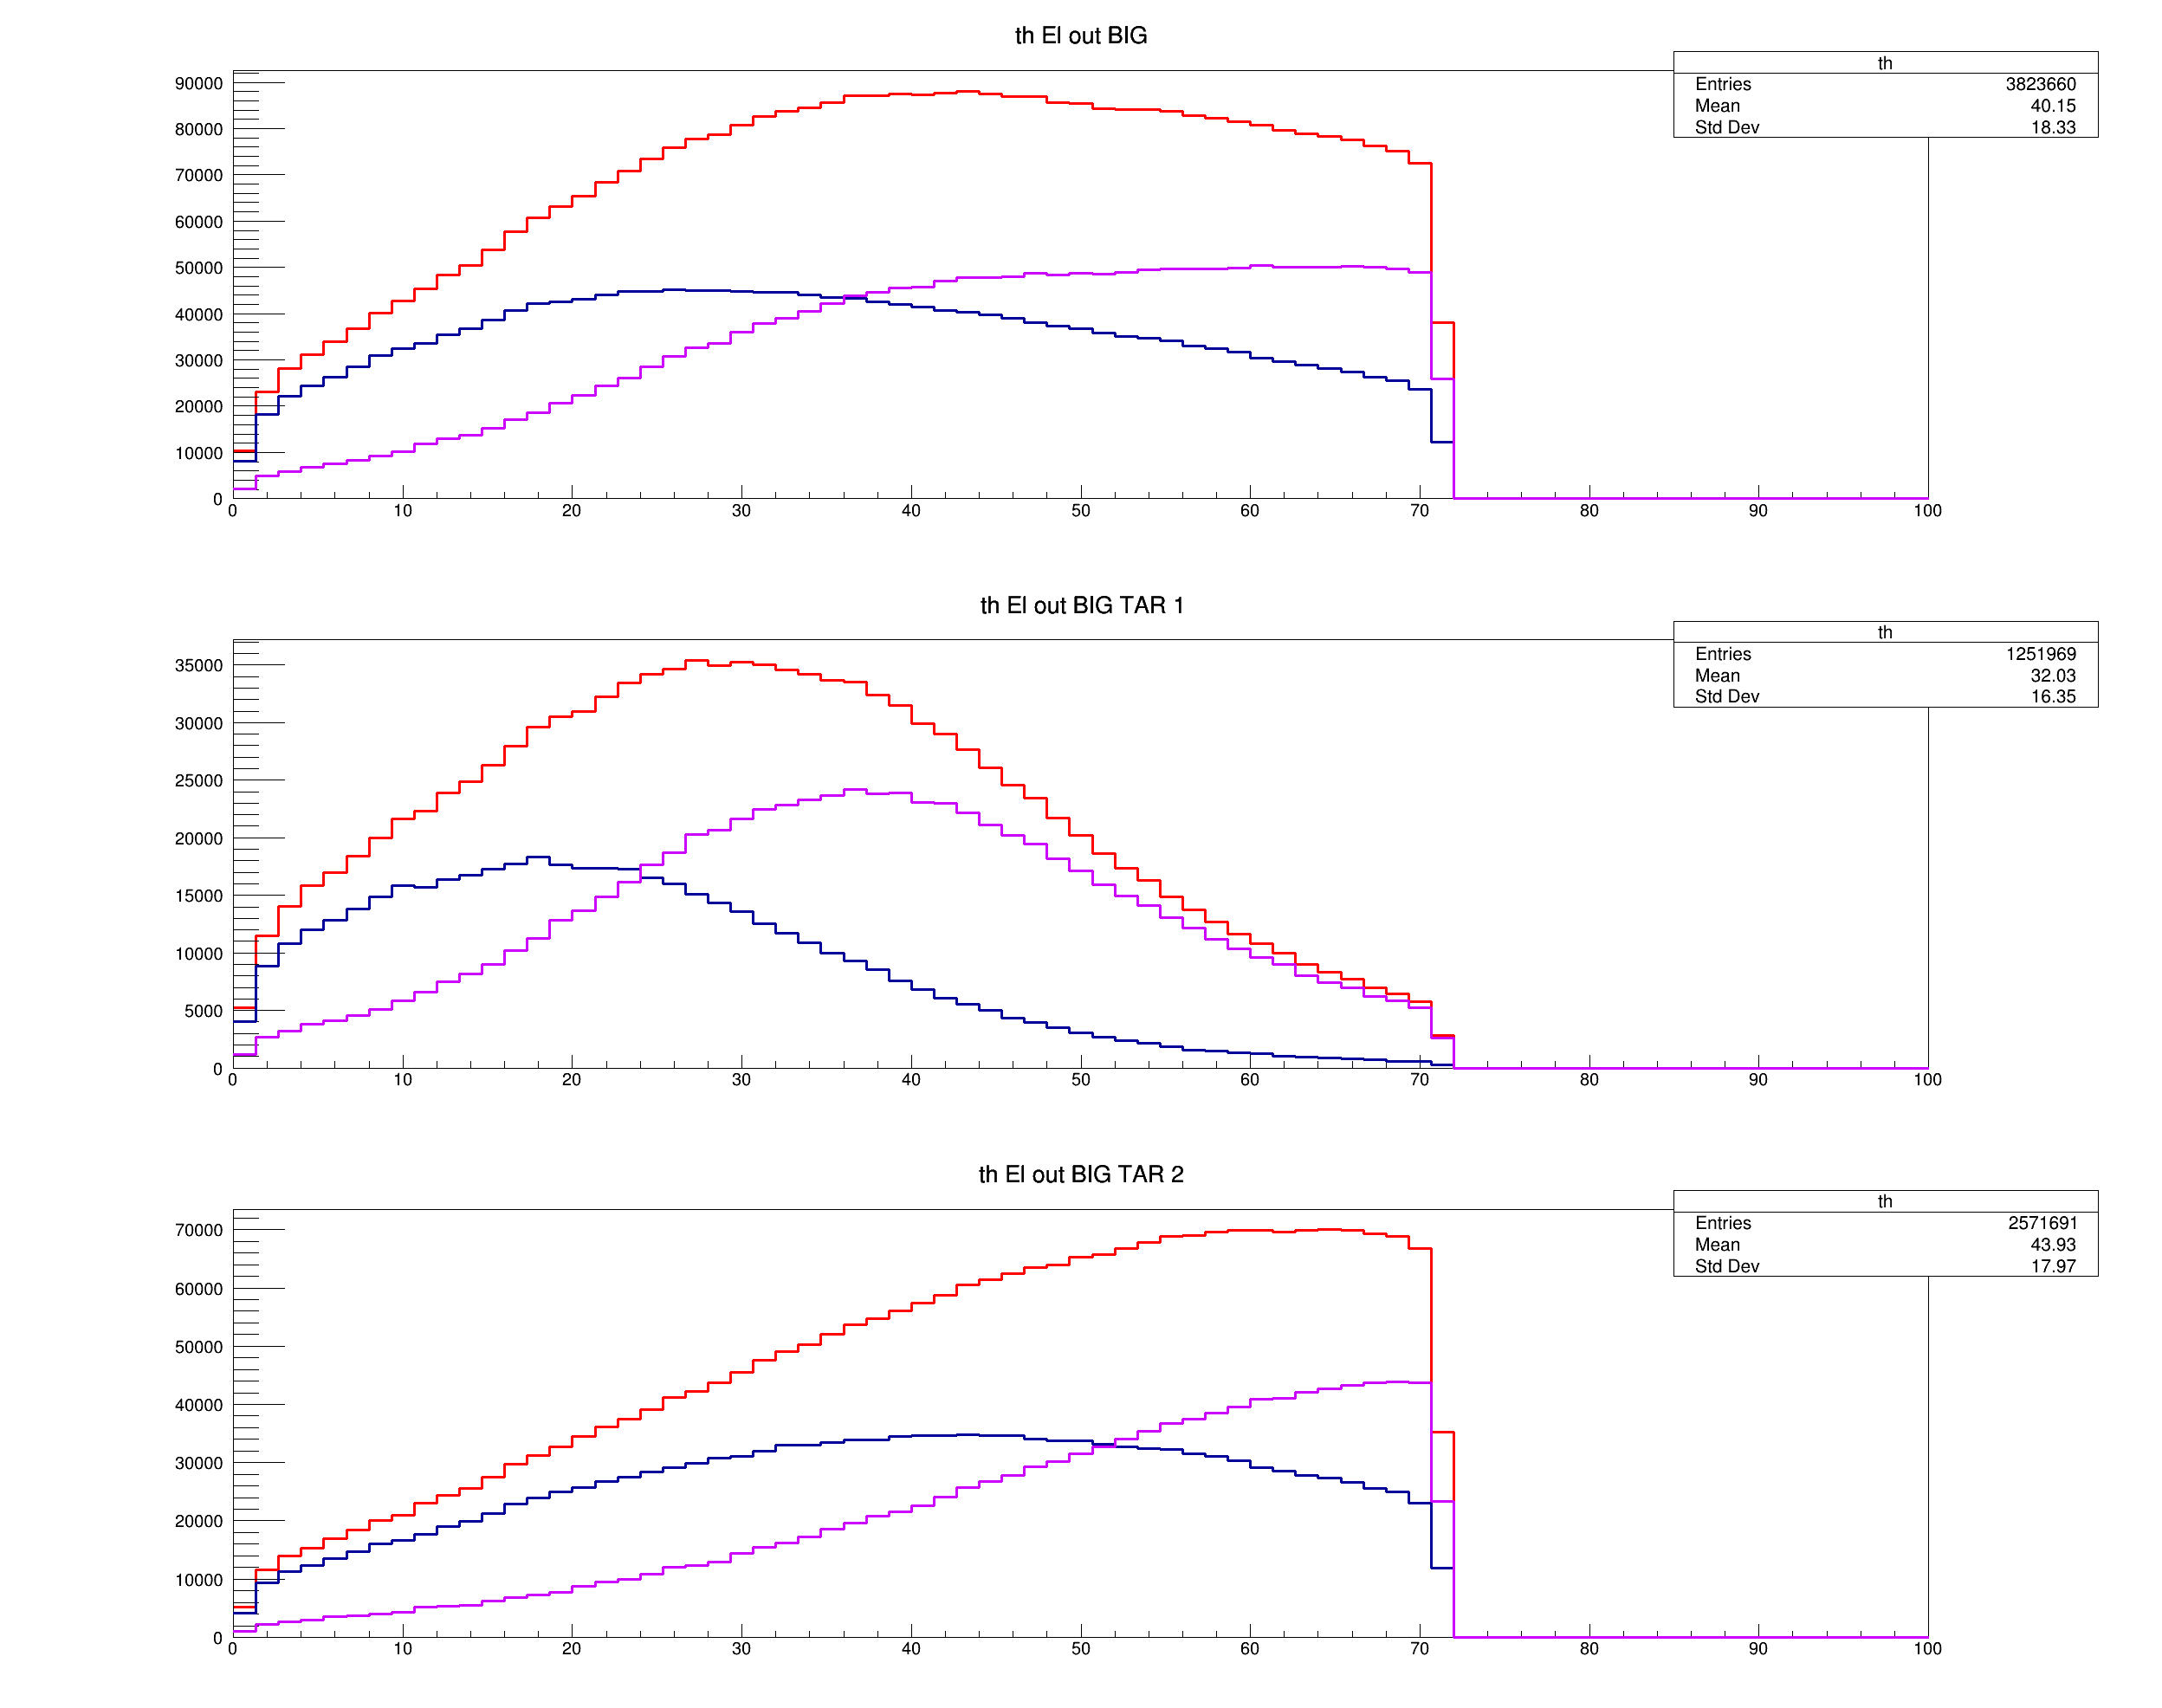 th El out BIG
th
Entries 3823660
Mean 40.15
Std Dev 18.33
90000
80000
70000
60000
50000
40000
30000
20000
10000
0
0 10 20 30 40 50 60 70 80 90 100
th El out BIG TAR 1
th
Entries 1251969
Mean 32.03
Std Dev 16.35
35000
30000
25000
20000
15000
10000
5000
0
0 10 20 30 40 50 60 70 80 90 100
th El out BIG TAR 2
th
Entries 2571691
Mean 43.93
Std Dev 17.97
70000
60000
50000
40000
30000
20000
10000
0
0 10 20 30 40 50 60 70 80 90 100